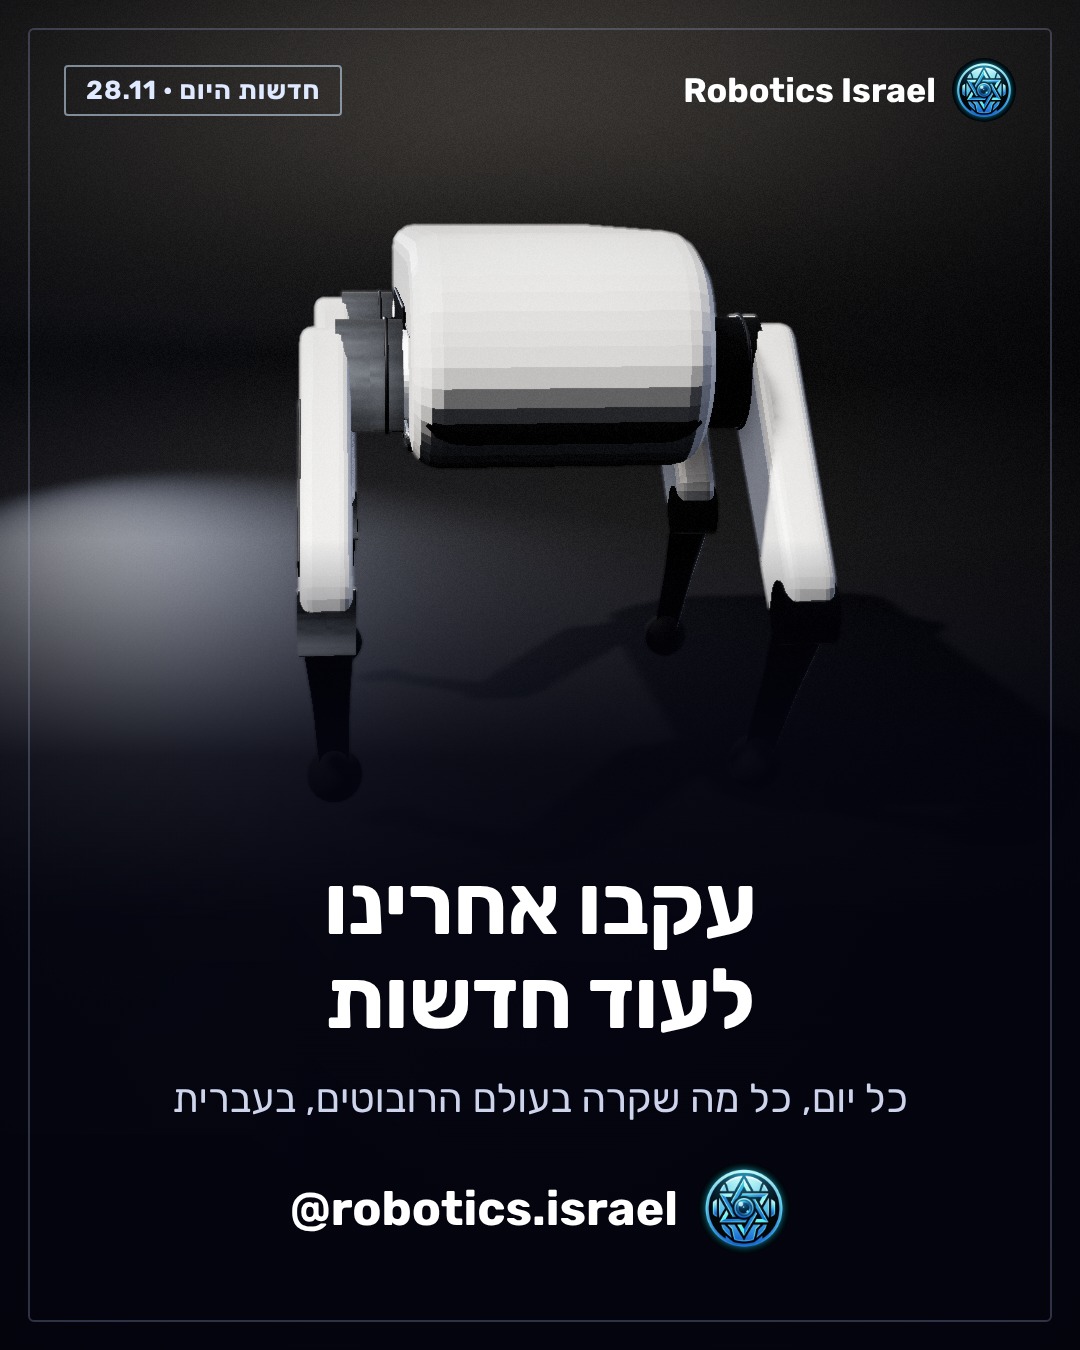 Robotics Israel
חדשות היום • 28.11
עקבו אחרינו
לעוד חדשות
כל יום, כל מה שקרה בעולם הרובוטים, בעברית
@robotics.israel